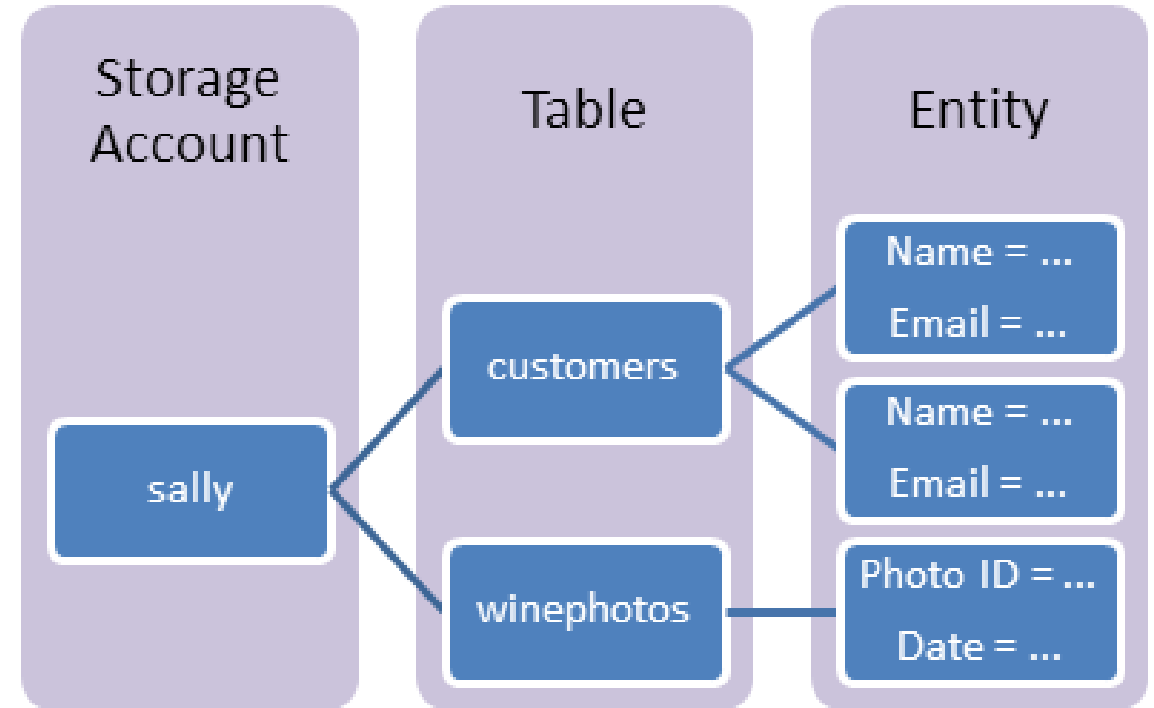 Storage
Account
Table
Entity
sally
customers
winephotos
Name = ...
Email = ...
Name = ...
Email = ...
Photo ID = ...
Date = ...